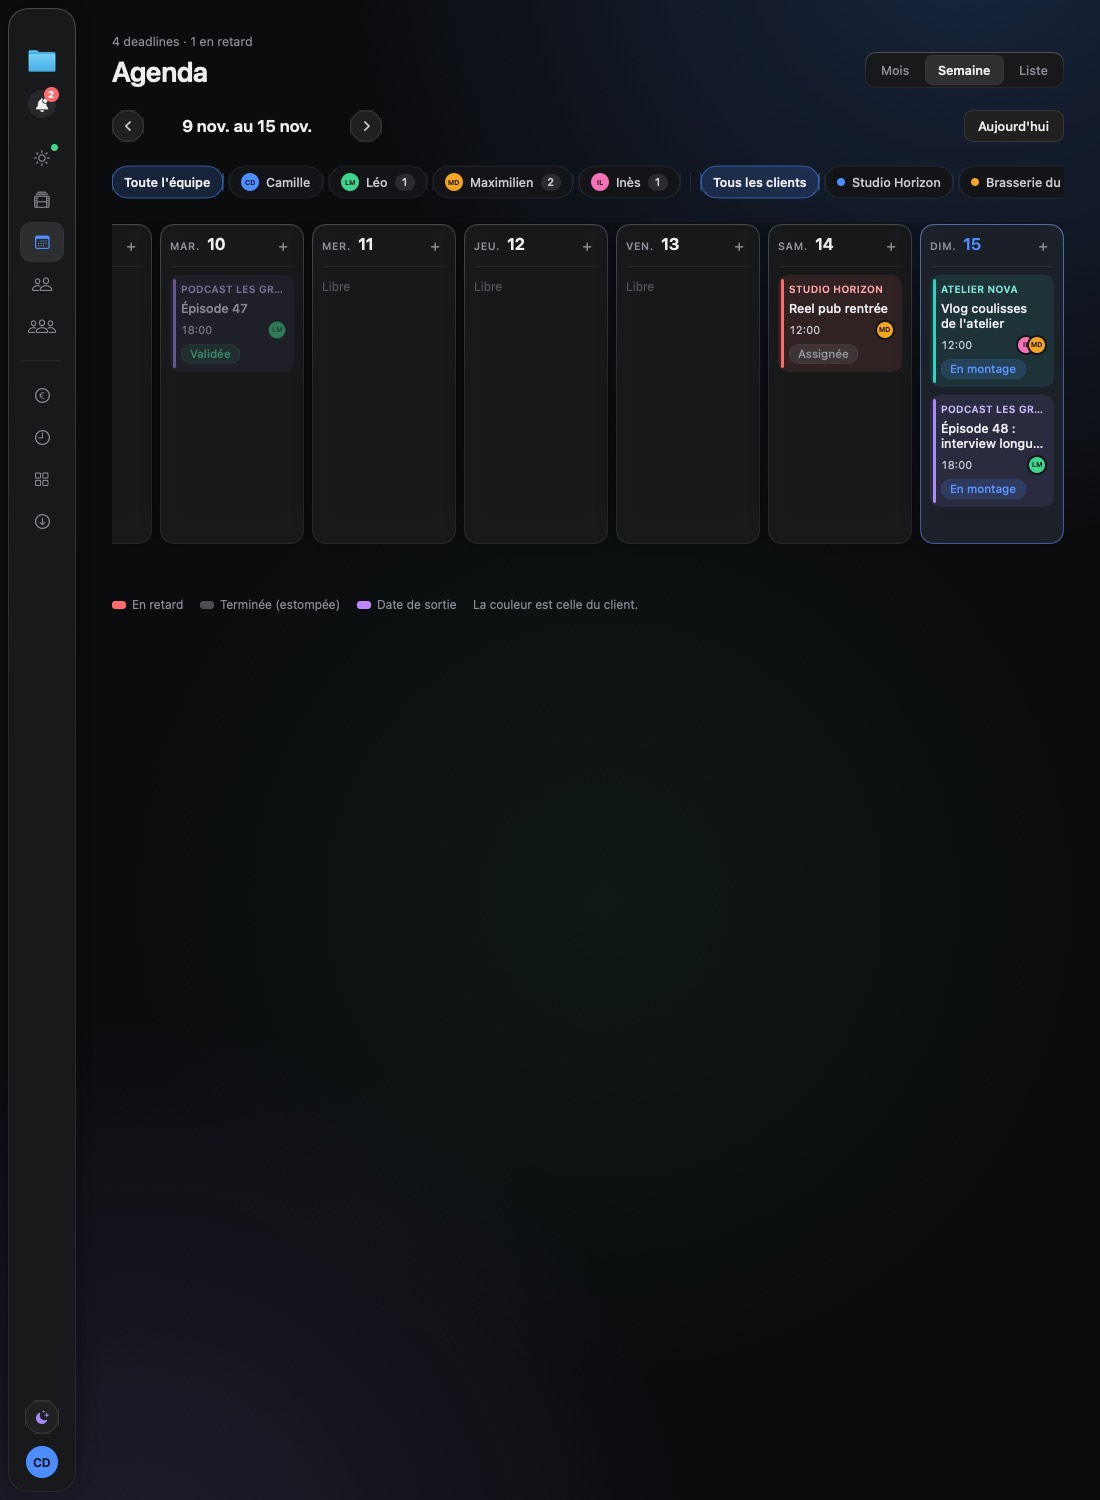 4 deadlines · 1 en retard
Agenda
Mois Semaine Liste
2
9 nov. au 15 nov.
Aujourd'hui
Toute l'équipe
CD Camille
LM Léo 1
MD Maximilien 2
IL Inès 1
Tous les clients
Studio Horizon
Brasserie du
+
MAR. 10 +
PODCAST LES GR…
Épisode 47
18:00 LM
Validée
MER. 11 +
Libre
JEU. 12 +
Libre
VEN. 13 +
Libre
SAM. 14 +
STUDIO HORIZON
Reel pub rentrée
12:00 MD
Assignée
DIM. 15 +
ATELIER NOVA
Vlog coulisses
de l'atelier
12:00 MD
En montage
PODCAST LES GR…
Épisode 48 :
interview longu…
18:00 LM
En montage
En retard
Terminée (estompée)
Date de sortie
La couleur est celle du client.
CD